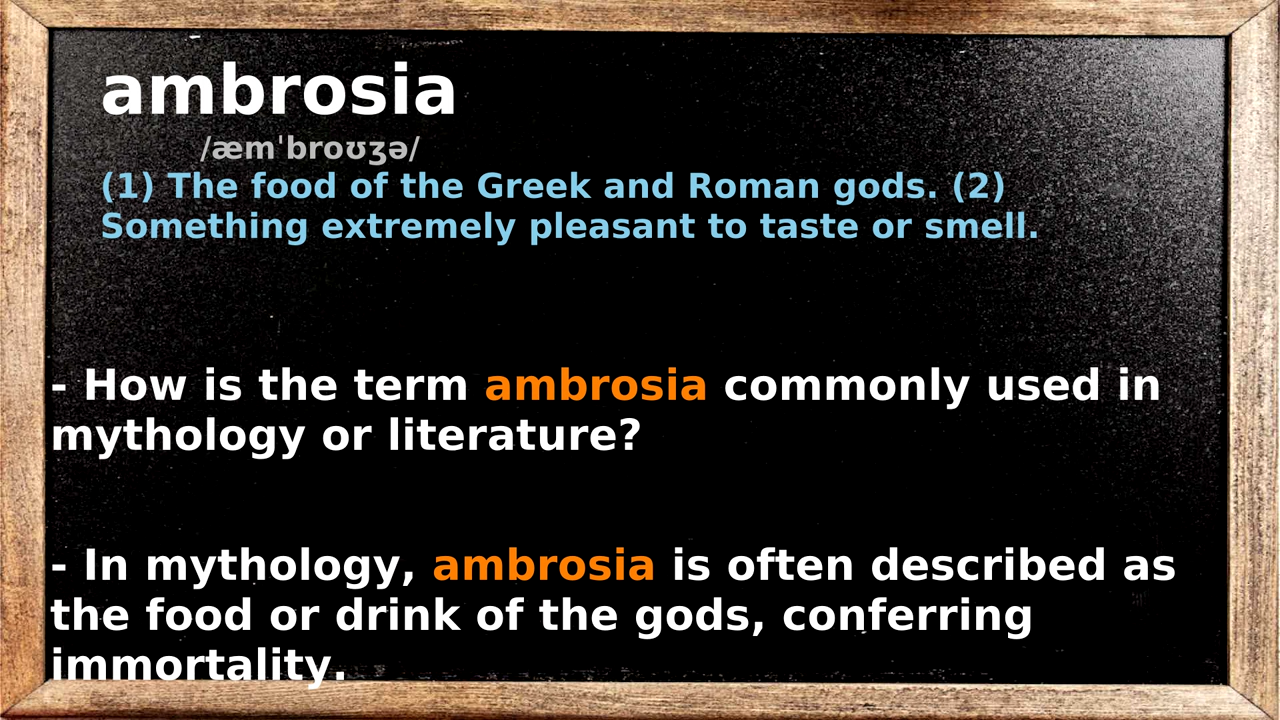 ambrosia
/æmˈbroʊʒə/
(1) The food of the Greek and Roman gods. (2)
Something extremely pleasant to taste or smell.
- How is the term ambrosia commonly used in
mythology or literature?
- In mythology, ambrosia is often described as
the food or drink of the gods, conferring
immortality.